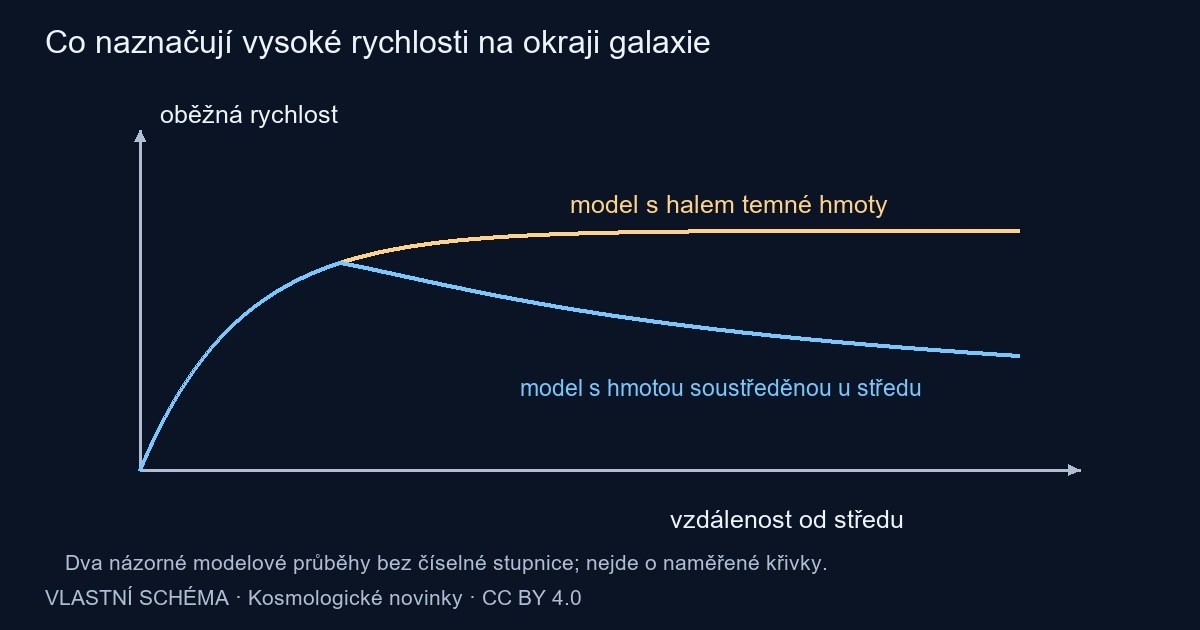 Co naznačují vysoké rychlosti na okraji galaxie
oběžná rychlost
model s halem temné hmoty
model s hmotou soustředěnou u středu
vzdálenost od středu
Dva názorné modelové průběhy bez číselné stupnice; nejde o naměřené křivky.
VLASTNÍ SCHÉMA · Kosmologické novinky · CC BY 4.0